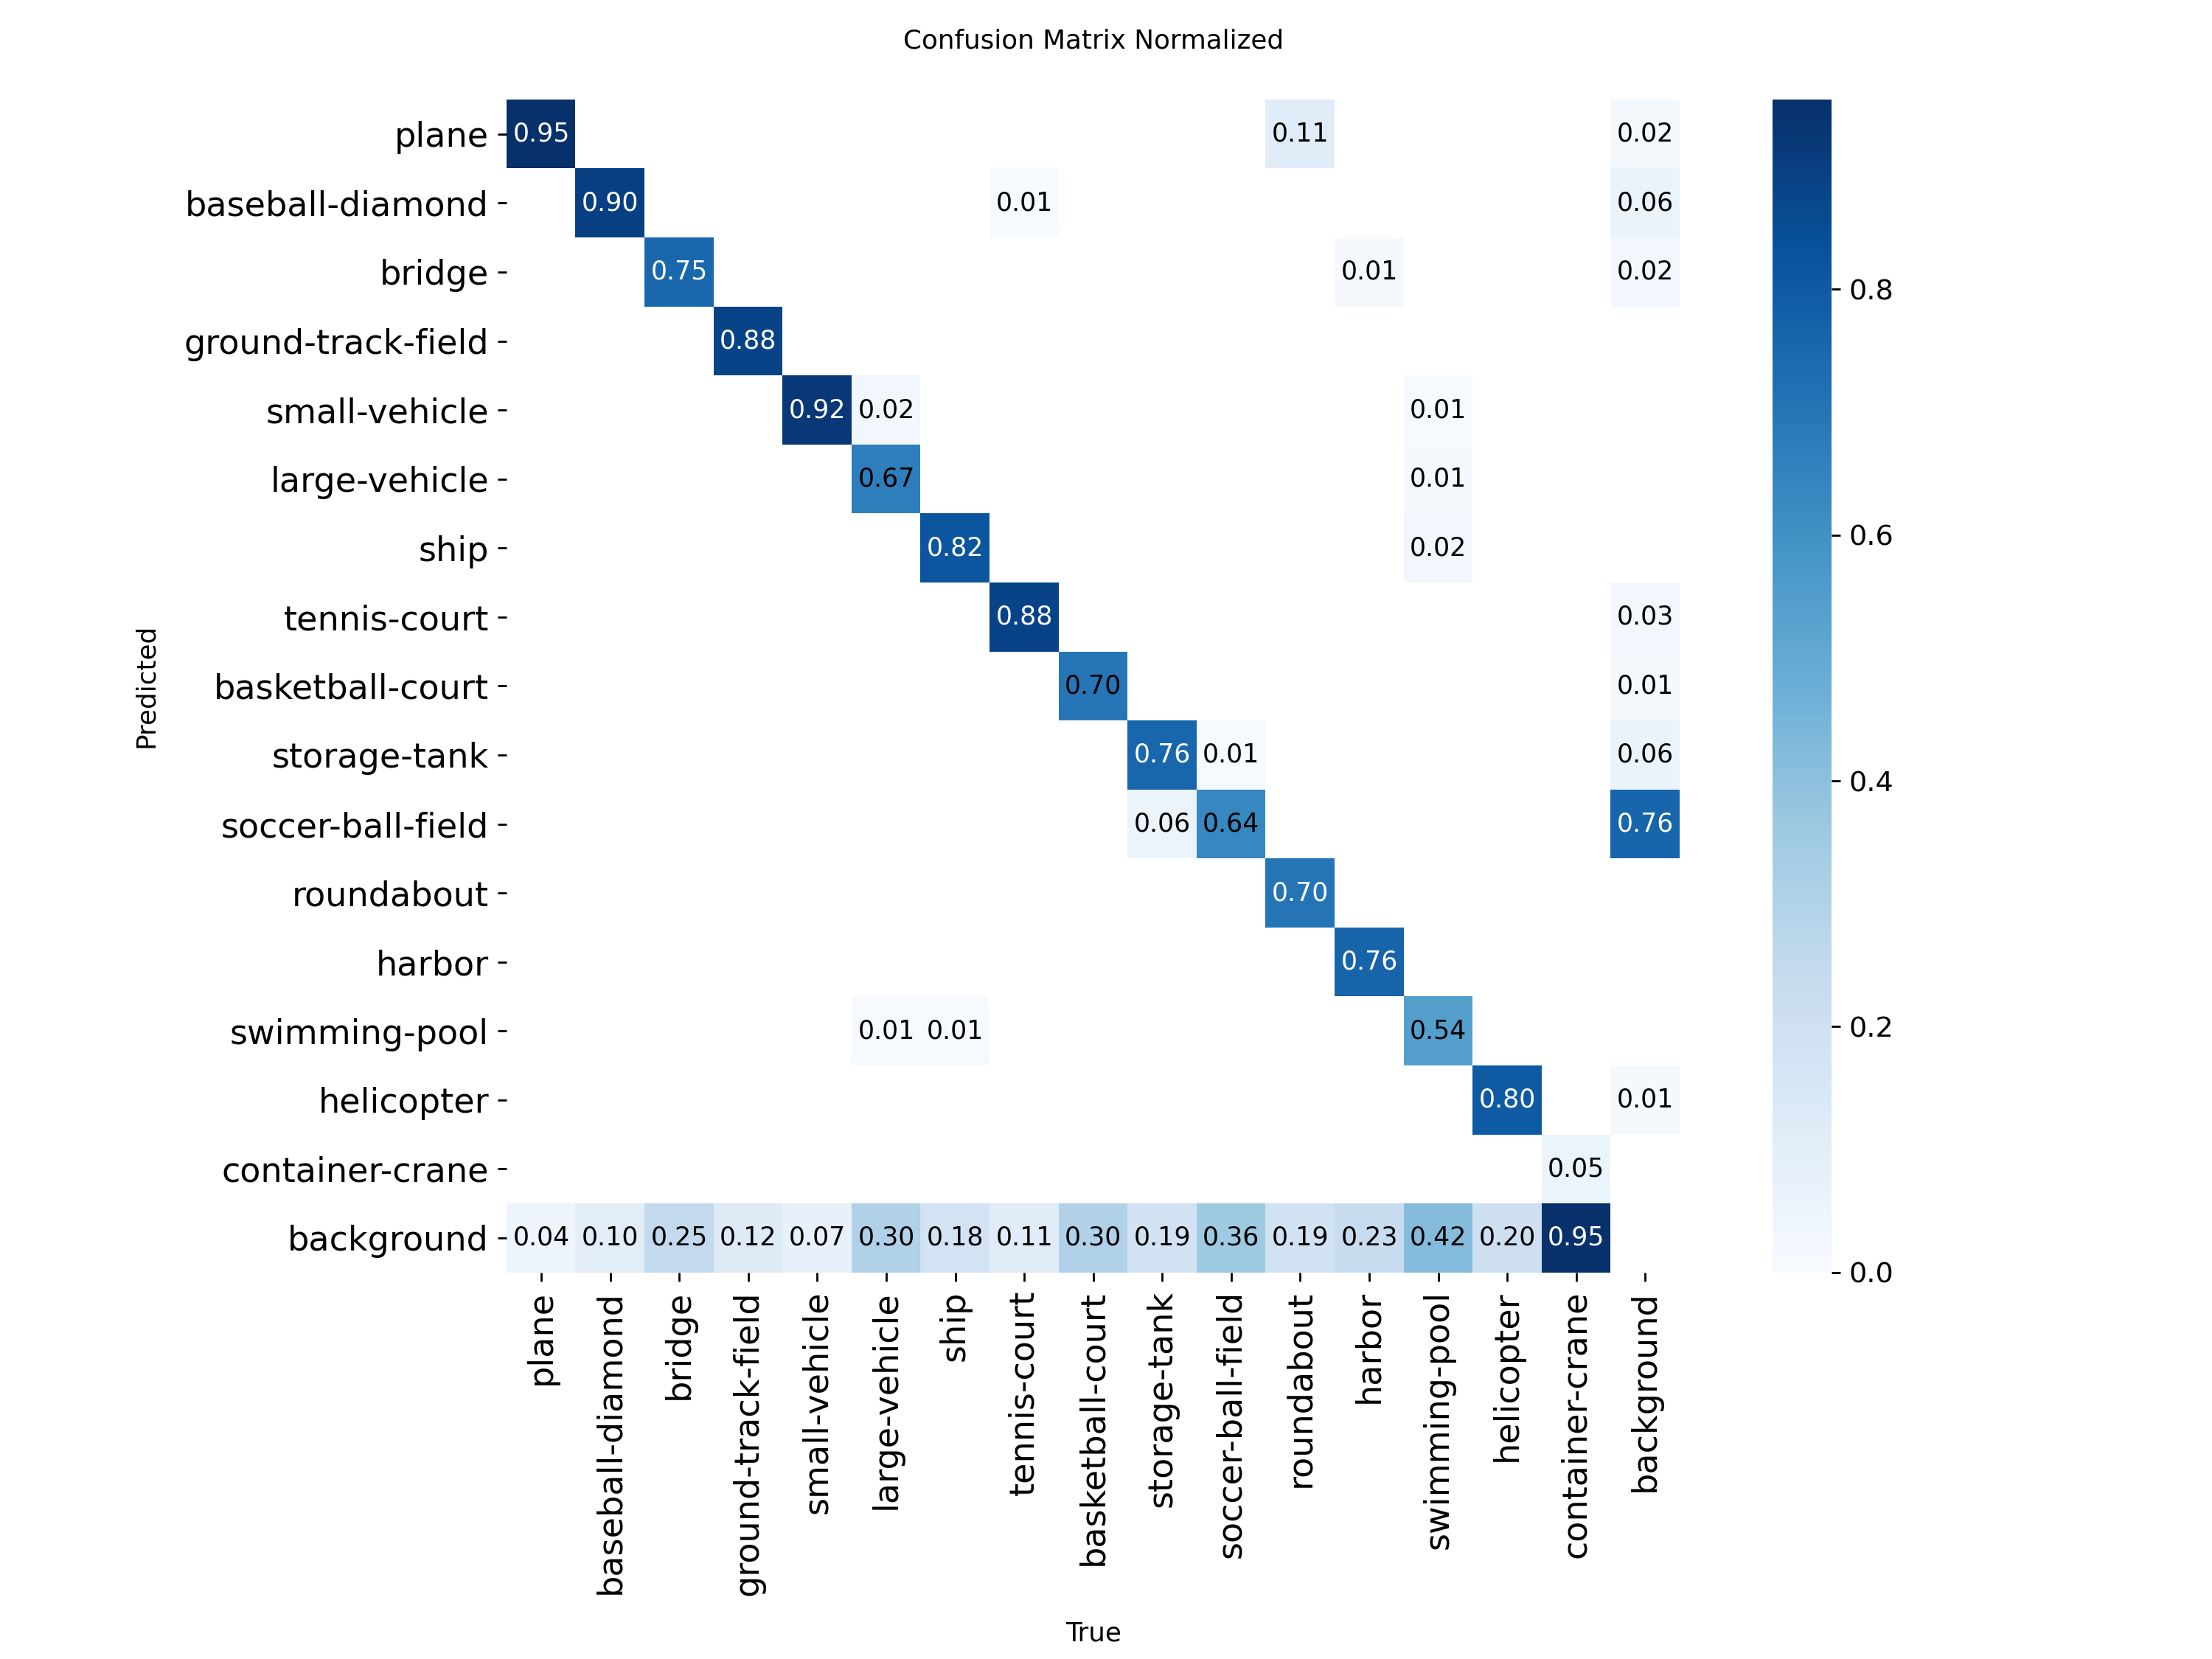 Confusion Matrix Normalized
plane 0.95 0.11 0.02
baseball-diamond 0.90 0.01 0.06
bridge 0.75 0.01 0.02
ground-track-field 0.88
small-vehicle 0.92 0.02 0.01
large-vehicle 0.67 0.01
ship 0.82 0.02
tennis-court 0.88 0.03
basketball-court 0.70 0.01
storage-tank 0.76 0.01 0.06
soccer-ball-field 0.06 0.64 0.76
roundabout 0.70
harbor 0.76
swimming-pool 0.01 0.01 0.54
helicopter 0.80 0.01
container-crane 0.05
background 0.04 0.10 0.25 0.12 0.07 0.30 0.18 0.11 0.30 0.19 0.36 0.19 0.23 0.42 0.20 0.95
Predicted
plane
baseball-diamond
bridge
ground-track-field
small-vehicle
large-vehicle
ship
tennis-court
basketball-court
storage-tank
soccer-ball-field
roundabout
harbor
swimming-pool
helicopter
container-crane
background
True
0.8
0.6
0.4
0.2
0.0